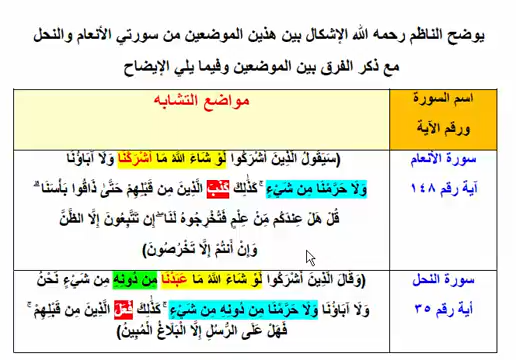 يوضح الناظم رحمه الله الإشكال بين هذين الموضعين من سورتي الأنعام والنحل
مع ذكر الفرق بين الموضعين وفيما يلي الإيضاح
اسم السورة
ورقم الآية
مواضع التشابه
سورة الأنعام
آية رقم ١٤٨
(سَيَقُولُ الَّذِينَ أَشْرَكُوا لَوْ شَاءَ اللَّهُ مَا أَشْرَكْنَا وَلَا آبَاؤُنَا
وَلَا حَرَّمْنَا مِن شَيْءٍ ۚ كَذَٰلِكَ كَذَّبَ الَّذِينَ مِن قَبْلِهِمْ حَتَّىٰ ذَاقُوا بَأْسَنَا ۗ
قُلْ هَلْ عِندَكُم مِّنْ عِلْمٍ فَتُخْرِجُوهُ لَنَا ۖ إِن تَتَّبِعُونَ إِلَّا الظَّنَّ
وَإِنْ أَنتُمْ إِلَّا تَخْرُصُونَ)
سورة النحل
أية رقم ٣٥
(وَقَالَ الَّذِينَ أَشْرَكُوا لَوْ شَاءَ اللَّهُ مَا عَبَدْنَا مِن دُونِهِ مِن شَيْءٍ نَّحْنُ
وَلَا آبَاؤُنَا وَلَا حَرَّمْنَا مِن دُونِهِ مِن شَيْءٍ ۚ كَذَٰلِكَ فَعَلَ الَّذِينَ مِن قَبْلِهِمْ ۚ
فَهَلْ عَلَى الرُّسُلِ إِلَّا الْبَلَاغُ الْمُبِينُ)